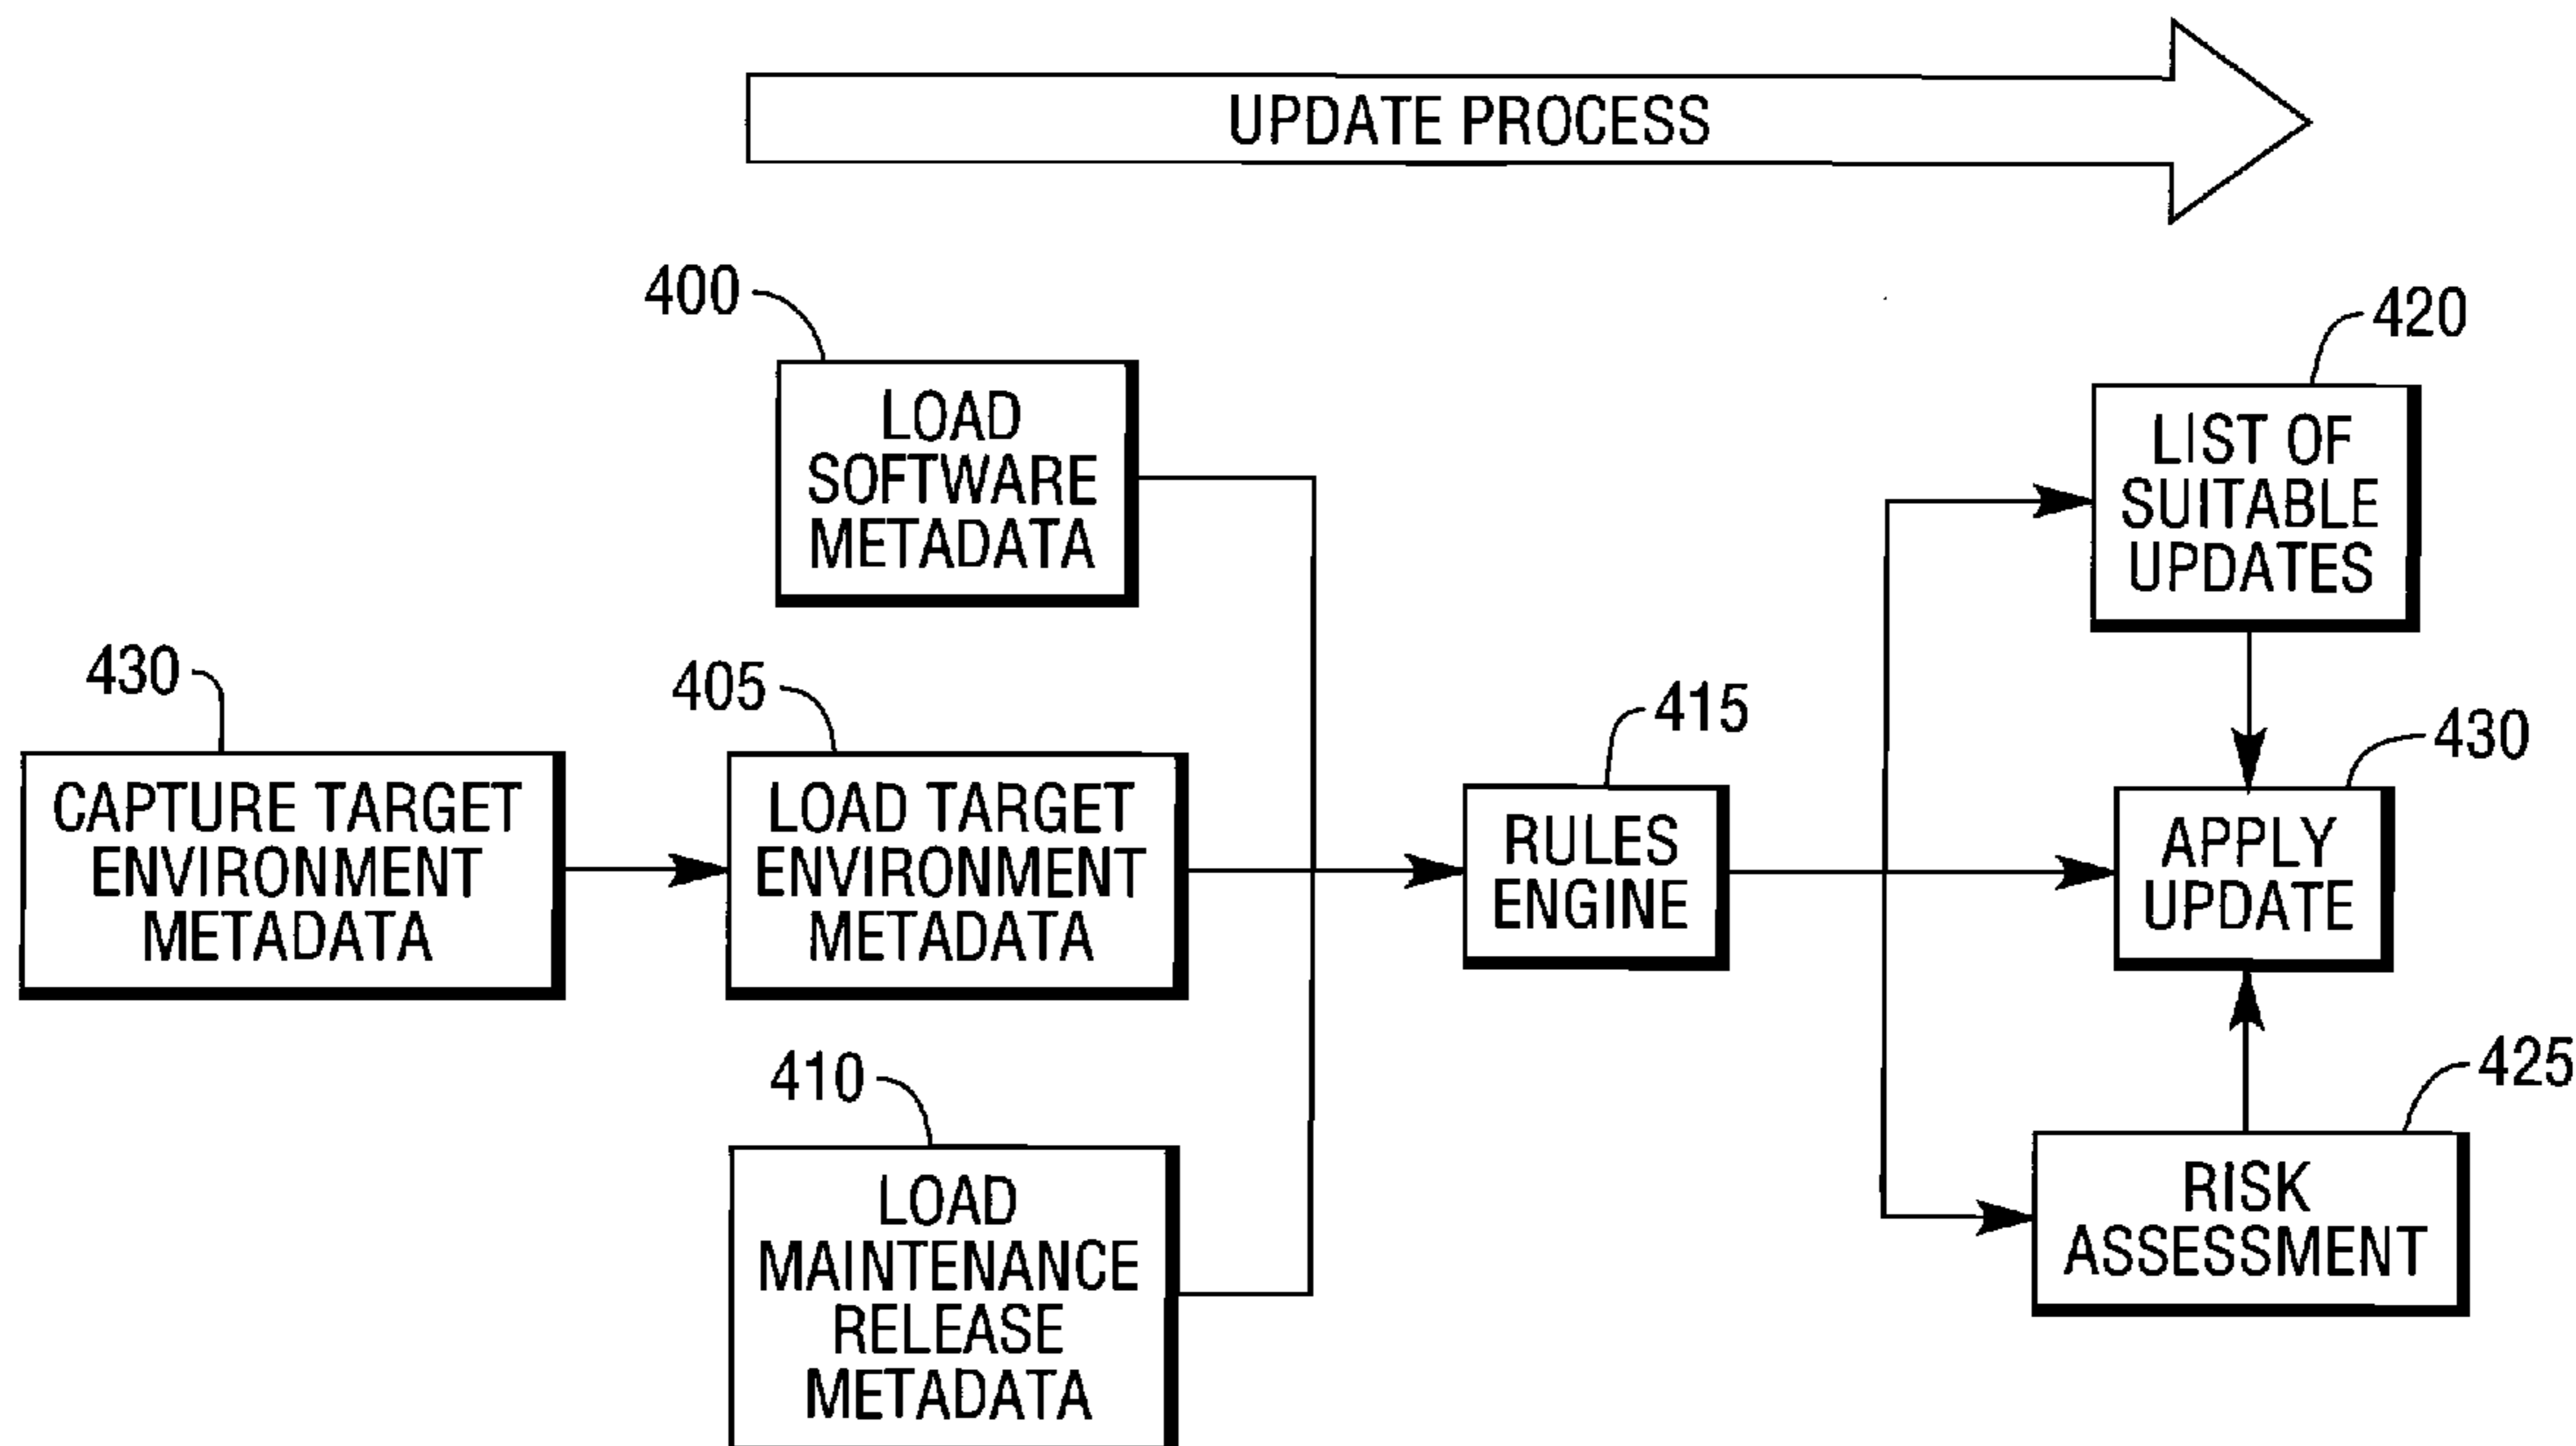 UPDATE PROCESS
400
LOAD
SOFTWARE
METADATA
420
LIST OF
SUITABLE
UPDATES
430
CAPTURE TARGET
ENVIRONMENT
METADATA
405
LOAD TARGET
ENVIRONMENT
METADATA
415
RULES
ENGINE
430
APPLY
UPDATE
410
LOAD
MAINTENANCE
RELEASE
METADATA
425
RISK
ASSESSMENT